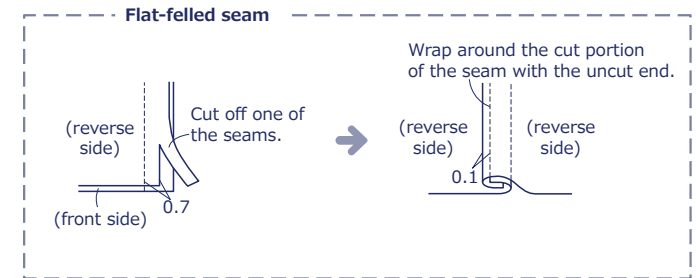 Flat-felled seam
Wrap around the cut portion
of the seam with the uncut end.
Cut off one of
the seams.
(reverse
side)
(reverse
side)
(reverse
side)
0.1
0.7
(front side)